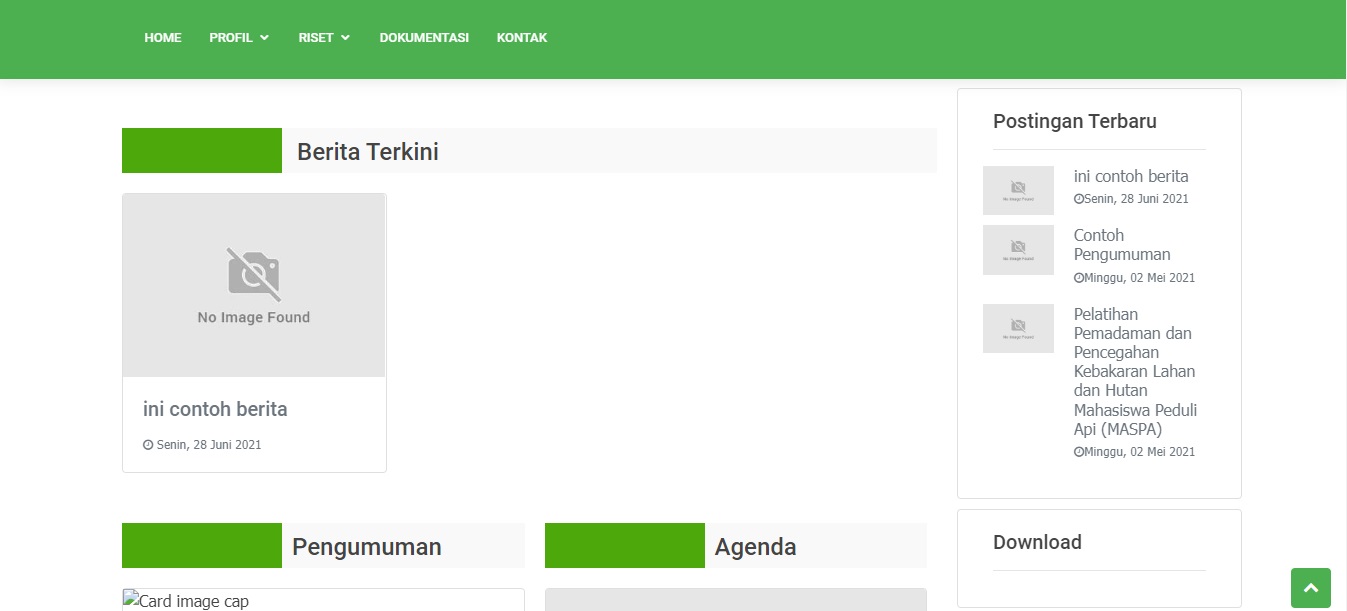 HOME PROFIL RISET DOKUMENTASI KONTAK
Berita Terkini
No Image Found
ini contoh berita
Senin, 28 Juni 2021
Pengumuman
Card image cap
Agenda
Postingan Terbaru
No Image Found
ini contoh berita
Senin, 28 Juni 2021
No Image Found
Contoh
Pengumuman
Minggu, 02 Mei 2021
No Image Found
Pelatihan
Pemadaman dan
Pencegahan
Kebakaran Lahan
dan Hutan
Mahasiswa Peduli
Api (MASPA)
Minggu, 02 Mei 2021
Download